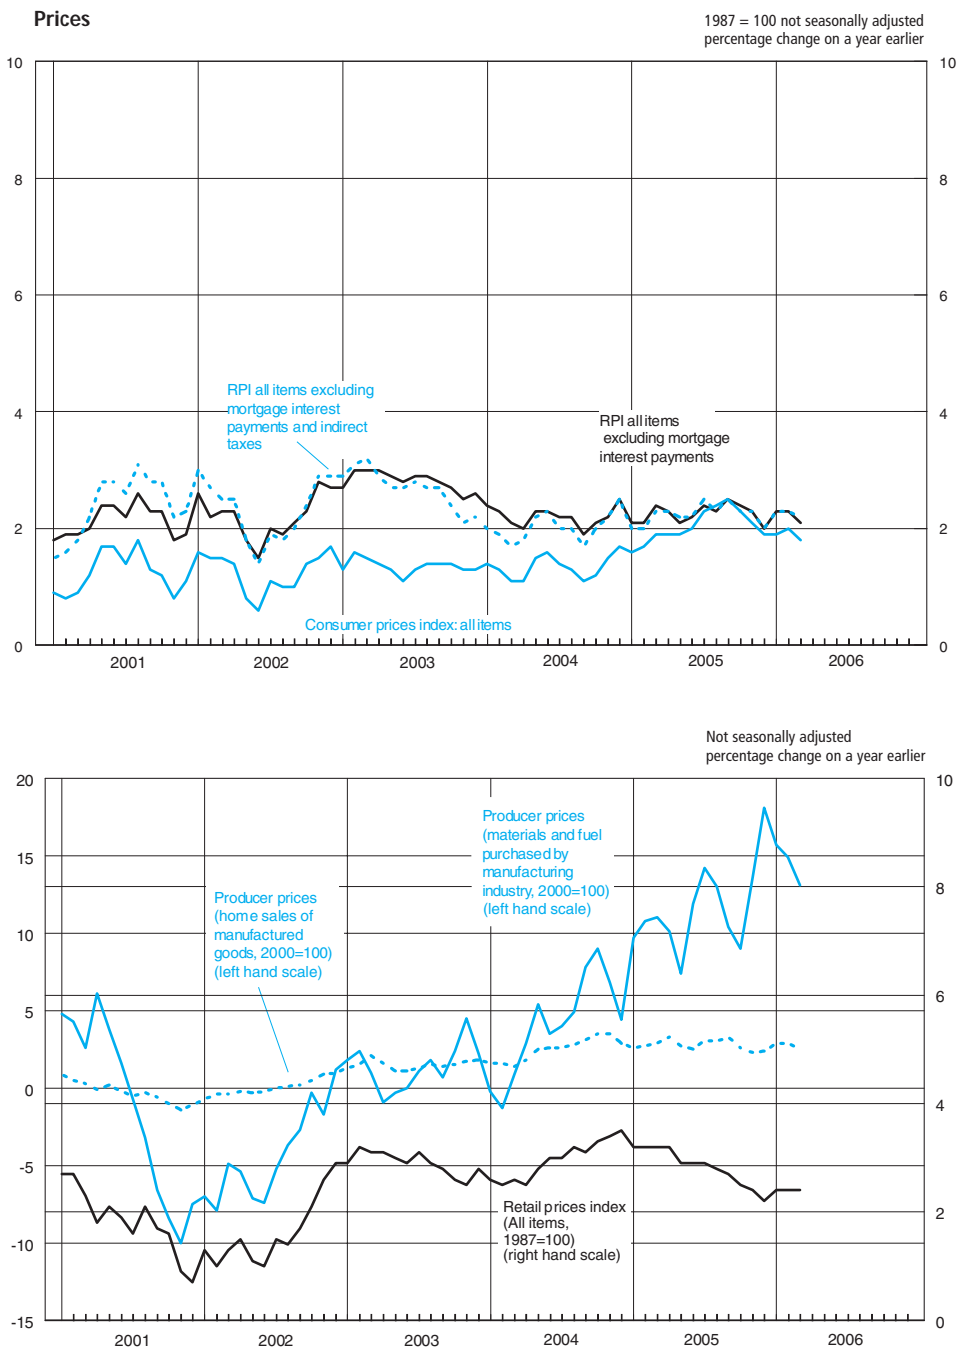 Prices
1987 = 100 not seasonally adjusted
percentage change on a year earlier
10
10
8
8
6
6
4
4
2
2
0
0
RPI all items excluding
mortgage interest
payments and indirect
taxes
RPI all items
excluding mortgage
interest payments
Consumer prices index: all items
2001
2002
2003
2004
2005
2006
Not seasonally adjusted
percentage change on a year earlier
20
15
10
5
0
-5
-10
-15
10
8
6
4
2
0
Producer prices
(home sales of
manufactured
goods, 2000=100)
(left hand scale)
Producer prices
(materials and fuel
purchased by
manufacturing
industry, 2000=100)
(left hand scale)
Retail prices index
(All items,
1987=100)
(right hand scale)
2001
2002
2003
2004
2005
2006